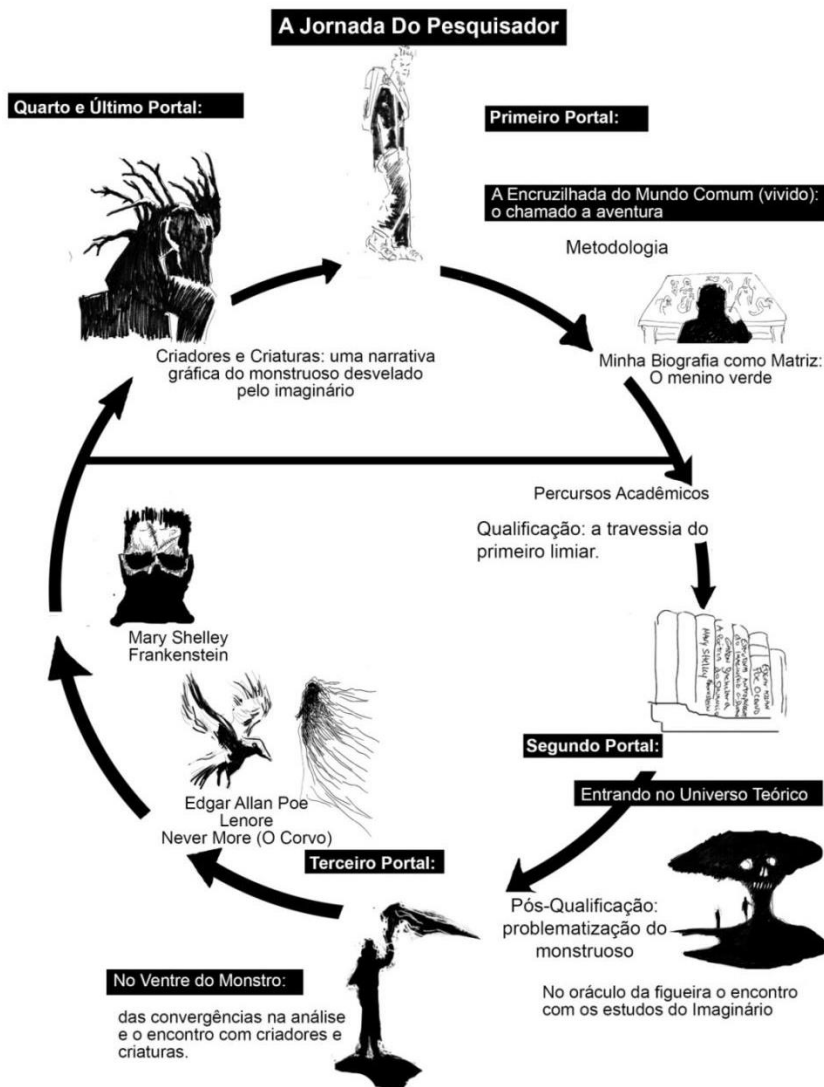 A Jornada Do Pesquisador
Primeiro Portal:
A Encruzilhada do Mundo Comum (vivido):
o chamado a aventura
Metodologia
Minha Biografia como Matriz:
O menino verde
Percursos Acadêmicos
Qualificação: a travessia do
primeiro limiar.
MARY SHELLEY
Segundo Portal:
Entrando no Universo Teórico
Pós-Qualificação:
problematização do
monstruoso
No oráculo da figueira o encontro
com os estudos do Imaginário
Terceiro Portal:
No Ventre do Monstro:
das convergências na análise
e o encontro com criadores e
criaturas.
Edgar Allan Poe
Lenore
Never More (O Corvo)
Mary Shelley
Frankenstein
Quarto e Último Portal:
Criadores e Criaturas: uma narrativa
gráfica do monstruoso desvelado
pelo imaginário